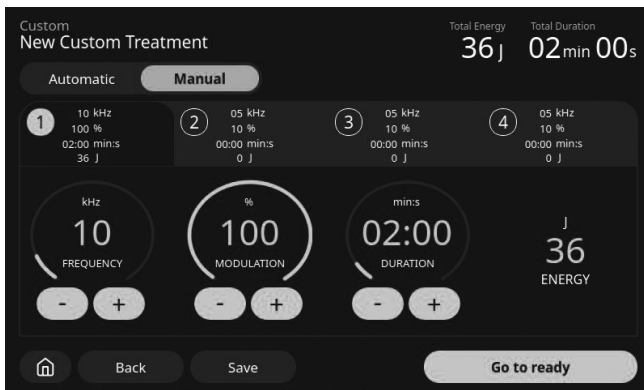 Custom
New Custom Treatment
Total Energy
36 J
Total Duration
02 min 00s
Automatic
Manual
1
10 kHz
100 %
02:00 min:s
36 J
2
05 kHz
10 %
00:00 min:s
0 J
3
05 kHz
10 %
00:00 min:s
0 J
4
05 kHz
10 %
00:00 min:s
0 J
kHz
10
FREQUENCY
- +
%
100
MODULATION
- +
min:s
02:00
DURATION
- +
J
36
ENERGY
Back
Save
Go to ready